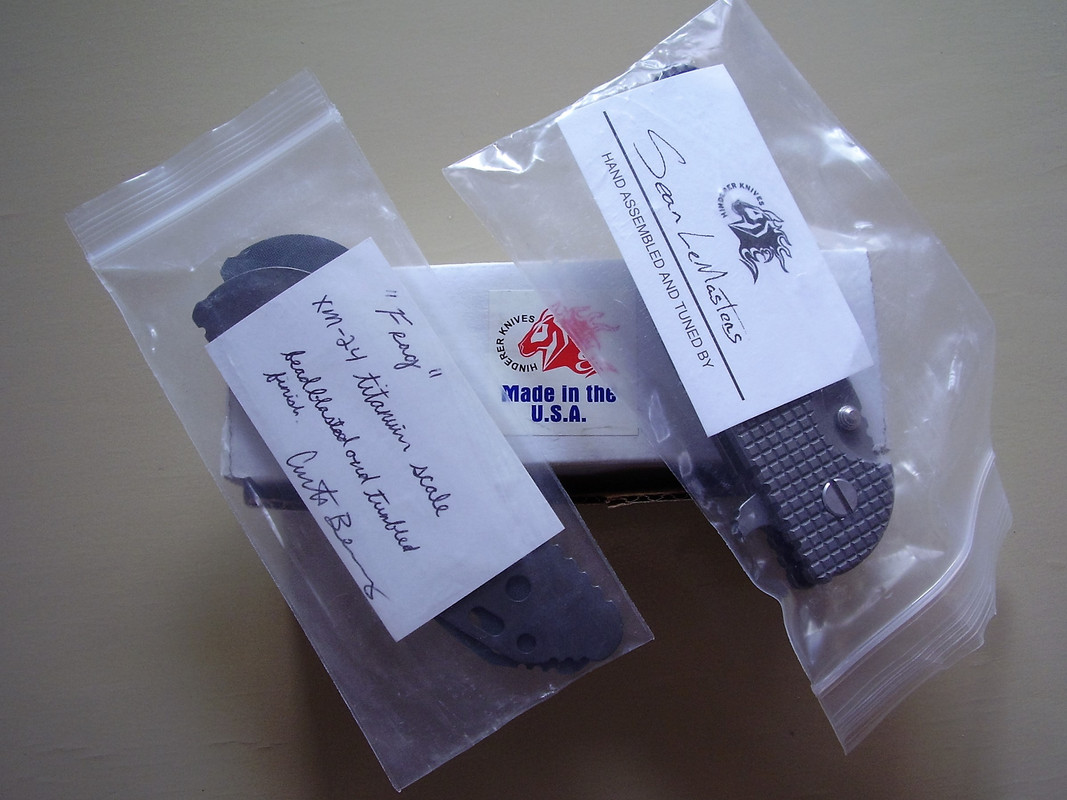 "Frag"
XM-24 titanium scale
beadblasted and tumbled
finish.
HINDERER KNIVES
Made in the
U.S.A.
HINDERER KNIVES
Sean LeMasters
HAND ASSEMBLED AND TUNED BY